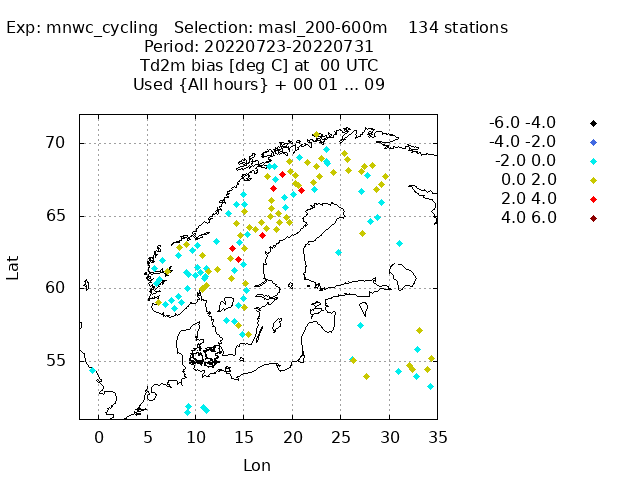 Exp: mnwc_cycling   Selection: masl_200-600m    134 stations
Period: 20220723-20220731
Td2m bias [deg C] at  00 UTC
Used {All hours} + 00 01 ... 09
-6.0 -4.0
-4.0 -2.0
-2.0 0.0
0.0 2.0
2.0 4.0
4.0 6.0
70
65
60
55
Lat
0 5 10 15 20 25 30 35
Lon